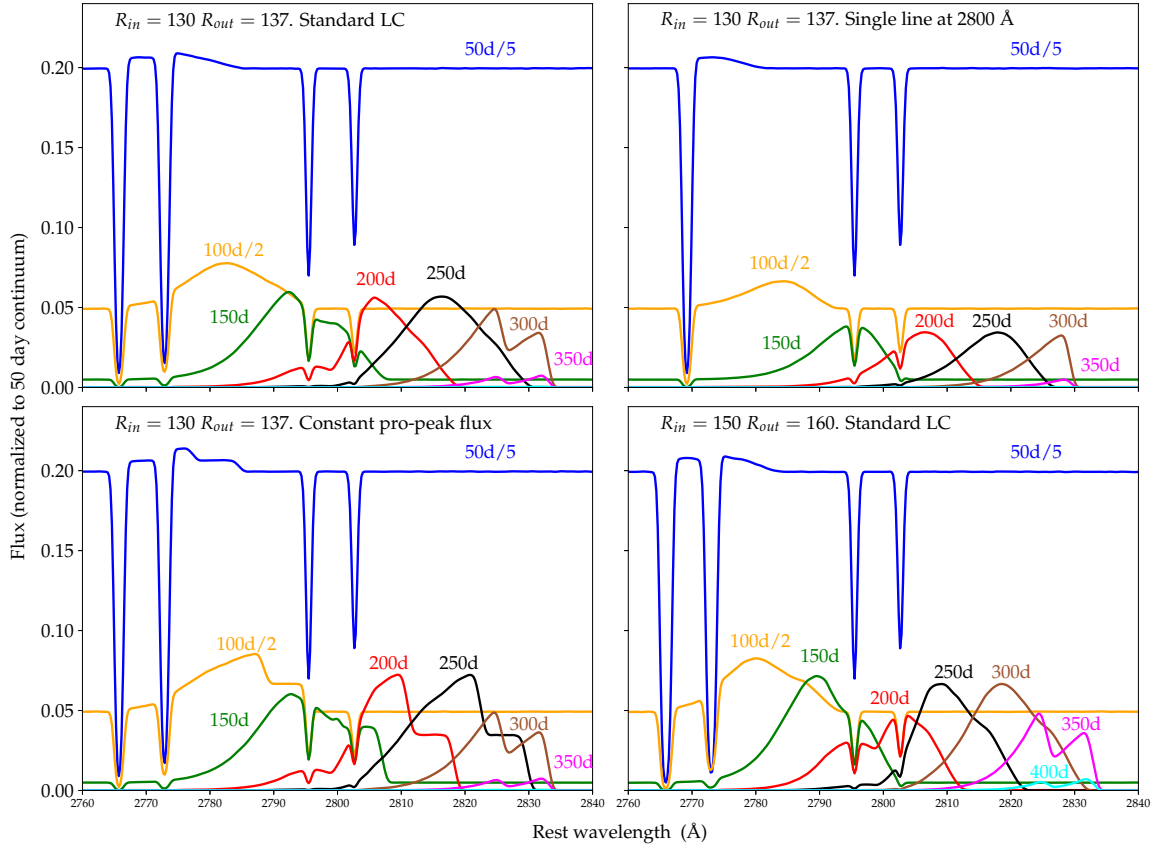 R_in = 130 R_out = 137. Standard LC
50d/5
0.20
0.15
0.10
0.05
0.00
100d/2
150d
200d
250d
300d
350d
R_in = 130 R_out = 137. Single line at 2800 Å
50d/5
100d/2
150d
200d
250d
300d
350d
R_in = 130 R_out = 137. Constant pro-peak flux
50d/5
0.20
0.15
0.10
0.05
0.00
100d/2
150d
200d
250d
300d
350d
2760 2770 2780 2790 2800 2810 2820 2830 2840
R_in = 150 R_out = 160. Standard LC
50d/5
100d/2
150d
200d
250d
300d
350d
400d
2760 2770 2780 2790 2800 2810 2820 2830 2840
Flux (normalized to 50 day continuum)
Rest wavelength (Å)